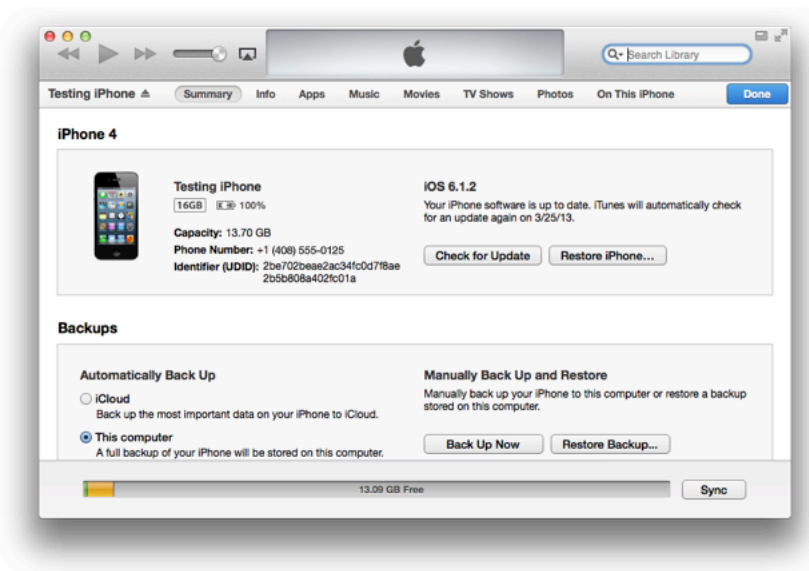 Search Library
Testing iPhone
Summary
Info
Apps
Music
Movies
TV Shows
Photos
On This iPhone
Done
iPhone 4
Testing iPhone
16GB
100%
Capacity: 13.70 GB
Phone Number: +1 (408) 555-0125
Identifier (UDID): 2be702beae2ac34fc0d7f8ae
2b5b808a402fc01a
iOS 6.1.2
Your iPhone software is up to date. iTunes will automatically check
for an update again on 3/25/13.
Check for Update
Restore iPhone...
Backups
Automatically Back Up
iCloud
Back up the most important data on your iPhone to iCloud.
This computer
A full backup of your iPhone will be stored on this computer.
Manually Back Up and Restore
Manually back up your iPhone to this computer or restore a backup
stored on this computer.
Back Up Now
Restore Backup...
13.09 GB Free
Sync